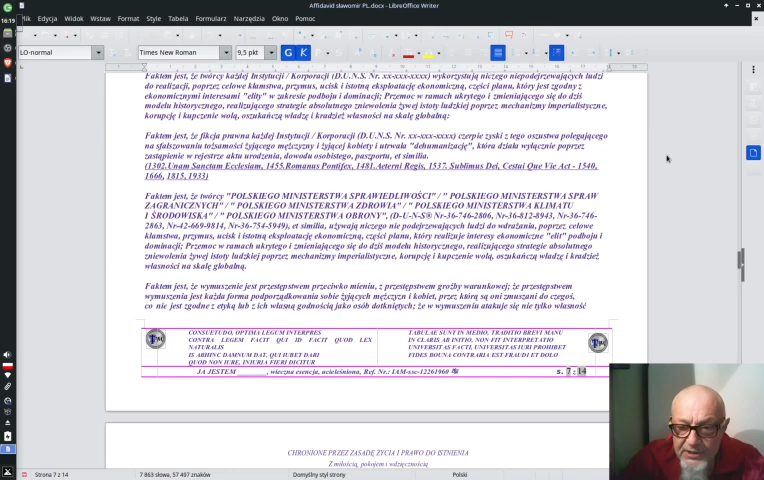 Affidavid sławomir PL.docx - LibreOffice Writer
16:19
Plik Edycja Widok Wstaw Format Style Tabela Formularz Narzędzia Okno Pomoc
LO-normal Times New Roman 9,5 pkt G K
Faktem jest, że twórcy każdej Instytucji / Korporacji (D.U.N.S. Nr. xx-xxx-xxxx) wykorzystują niczego niepodejrzewających ludzi
do realizacji, poprzez celowe kłamstwa, przymus, ucisk i istotną eksploatację ekonomiczną, części planu, który jest zgodny z
ekonomicznymi interesami "elity" w zakresie podboju i dominacji; Przemoc w ramach ukrytego i zmieniającego się do dziś
modelu historycznego, realizującego strategie absolutnego zniewolenia żywej istoty ludzkiej poprzez mechanizmy imperialistyczne,
korupcję i kupczenie wolą, oszukańczą władzę i kradzież własności na skalę globalną:
Faktem jest, że fikcja prawna każdej Instytucji / Korporacji (D.U.N.S. Nr. xx-xxx-xxxx) czerpie zyski z tego oszustwa polegającego
na sfałszowaniu tożsamości żyjącego mężczyzny i żyjącej kobiety i utrwala "dehumanizację", która działa wyłącznie poprzez
zastąpienie w rejestrze aktu urodzenia, dowodu osobistego, paszportu, et similia.
(1302.Unam Sanctam Ecclesiam, 1455.Romanus Pontifex, 1481.Aeterni Regis, 1537. Sublimus Dei, Cestui Que Vie Act - 1540,
1666, 1815, 1933)
Faktem jest, że twórcy "POLSKIEGO MINISTERSTWA SPRAWIEDLIWOŚCI" / " POLSKIEGO MINISTERSTWA SPRAW
ZAGRANICZNYCH" / " POLSKIEGO MINISTERSTWA ZDROWIA" / " POLSKIEGO MINISTERSTWA KLIMATU
I ŚRODOWISKA" / " POLSKIEGO MINISTERSTWA OBRONY", (D-U-N-S® Nr-36-746-2806, Nr-36-812-8943, Nr-36-746-
2863, Nr-42-669-9814, Nr-36-754-5949), et similia, używają niczego nie podejrzewających ludzi do wdrażania, poprzez celowe
kłamstwa, przymus, ucisk i istotną eksploatację ekonomiczną, części planu, który realizuje interesy ekonomiczne "elit" podboju i
dominacji; Przemoc w ramach ukrytego i zmieniającego się do dziś modelu historycznego, realizującego strategie absolutnego
zniewolenia żywej istoty ludzkiej poprzez mechanizmy imperialistyczne, korupcję i kupczenie wolą, oszukańczą władzę i kradzież
własności na skalę globalną.
Faktem jest, że wymuszenie jest przestępstwem przeciwko mieniu, z przestępstwem groźby warunkowej; że przestępstwem
wymuszenia jest każda forma podporządkowania sobie żyjących mężczyzn i kobiet, przez którą są oni zmuszani do czegoś,
co nie jest zgodne z etyką lub z ich własną godnością jako osób dotkniętych; że w wymuszeniu atakuje się nie tylko własność
CONSUETUDO, OPTIMA LEGUM INTERPRES
CONTRA LEGEM FACIT QUI ID FACIT QUOD LEX
NATURALIS
IS ABHINC DAMNUM DAT, QUI IUBET DARI
QUOD NON IURE, INIURIA FIERI DICITUR
TABULAE SUNT IN MEDIO, TRADITIO BREVI MANU
IN CLARIS AB INITIO, NON FIT INTERPRETATIO
UNIVERSITAS FACTI, UNIVERSITAS IURI PROHIBET
FIDES BOUNA CONTRARIA EST FRAUDI ET DOLO
JA JESTEM _______, wieczna esencja, ucieleśniona, Ref. Nr.: IAM-ssc-12261960 s. 7 z 14
CHRONIONE PRZEZ ZASADĘ ŻYCIA I PRAWO DO ISTNIENIA
Z miłością, pokojem i wdzięcznością
Strona 7 z 14 7 863 słowa, 57 487 znaków Domyślny styl strony Polski